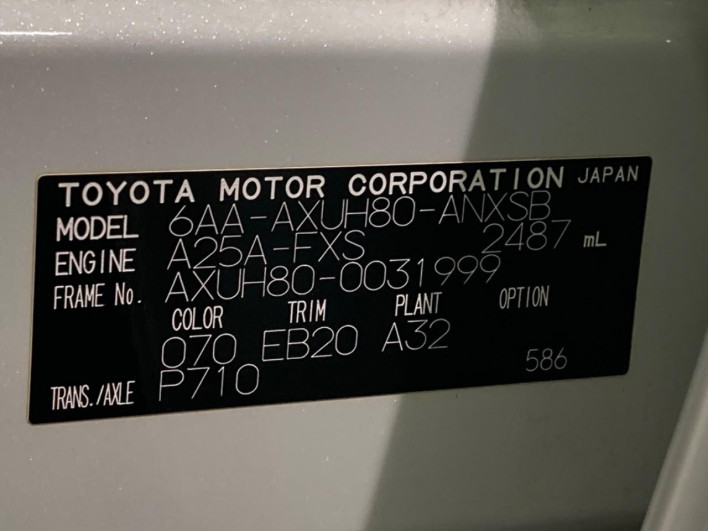 TOYOTA MOTOR CORPORATION JAPAN
MODEL 6AA-AXUH80-ANXSB
ENGINE A25A-FXS 2487 mL
FRAME No. AXUH80-0031999
COLOR TRIM PLANT OPTION
070 EB20 A32
TRANS./AXLE P710 586